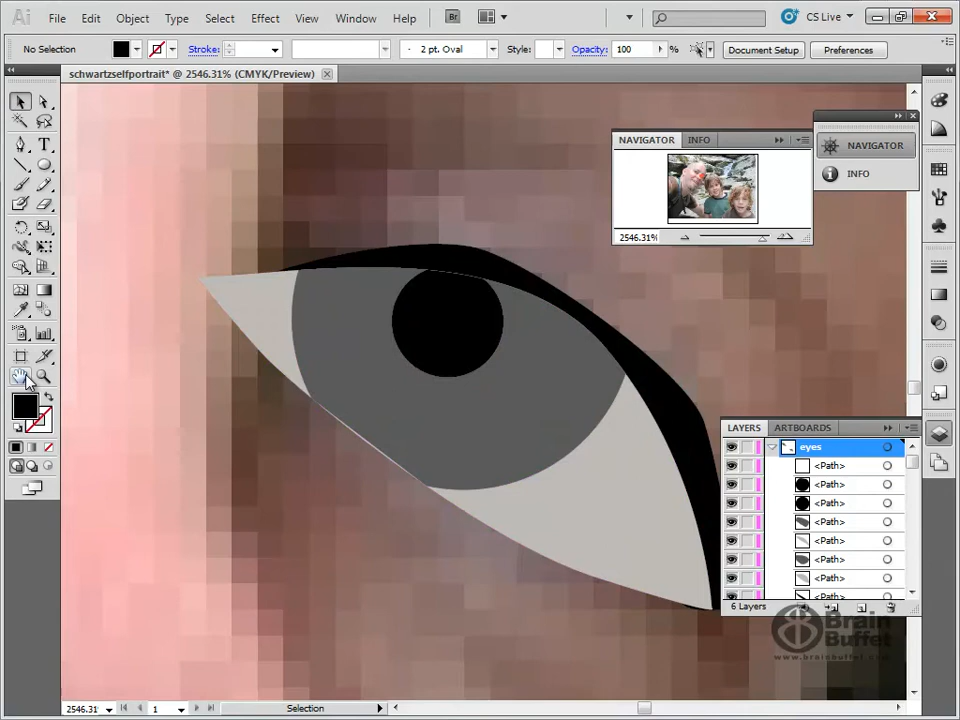 Ai File Edit Object Type Select Effect View Window Help Br CS Live
No Selection Stroke: 2 pt. Oval Style: Opacity: 100 % Document Setup Preferences
schwartzselfportrait* @ 2546.31% (CMYK/Preview)
NAVIGATOR INFO
NAVIGATOR
INFO
2546.31%
LAYERS ARTBOARDS
eyes
<Path>
<Path>
<Path>
<Path>
<Path>
<Path>
<Path>
<Path>
6 Layers
Brain
Buffet
www.brainbuffet.com
2546.31 1 Selection